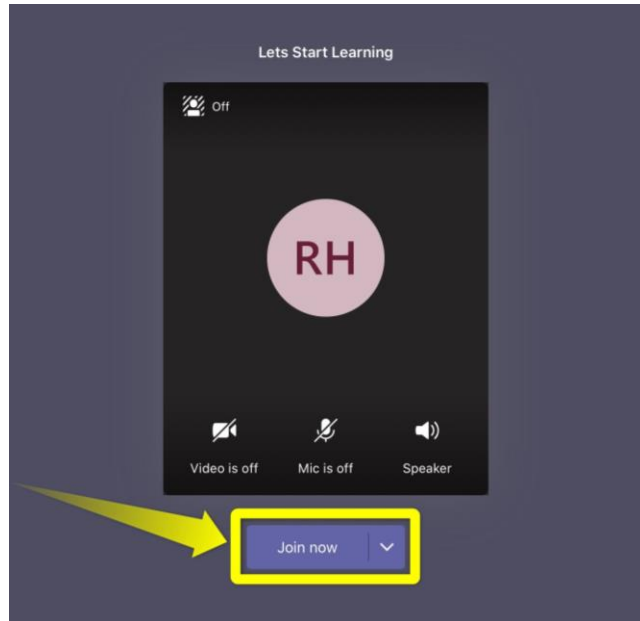 Lets Start Learning
Off
RH
Video is off Mic is off Speaker
Join now